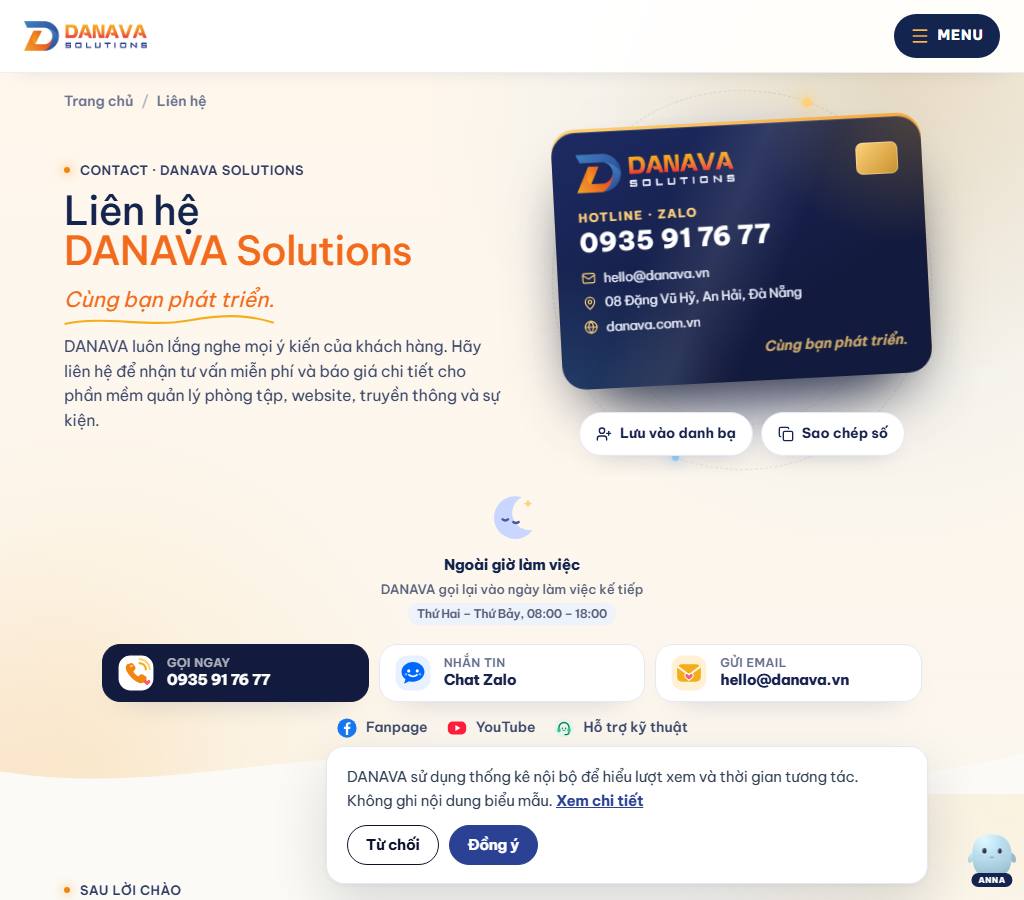 DANAVA
SOLUTIONS
MENU
Trang chủ / Liên hệ
CONTACT · DANAVA SOLUTIONS
Liên hệ
DANAVA Solutions
Cùng bạn phát triển.
DANAVA luôn lắng nghe mọi ý kiến của khách hàng. Hãy
liên hệ để nhận tư vấn miễn phí và báo giá chi tiết cho
phần mềm quản lý phòng tập, website, truyền thông và sự
kiện.
DANAVA
SOLUTIONS
HOTLINE · ZALO
0935 91 76 77
hello@danava.vn
08 Đặng Vũ Hỷ, An Hải, Đà Nẵng
danava.com.vn
Cùng bạn phát triển.
Lưu vào danh bạ
Sao chép số
Ngoài giờ làm việc
DANAVA gọi lại vào ngày làm việc kế tiếp
Thứ Hai – Thứ Bảy, 08:00 – 18:00
GỌI NGAY
0935 91 76 77
NHẮN TIN
Chat Zalo
GỬI EMAIL
hello@danava.vn
Fanpage
YouTube
Hỗ trợ kỹ thuật
DANAVA sử dụng thống kê nội bộ để hiểu lượt xem và thời gian tương tác.
Không ghi nội dung biểu mẫu. Xem chi tiết
Từ chối
Đồng ý
ANNA
SAU LỜI CHÀO